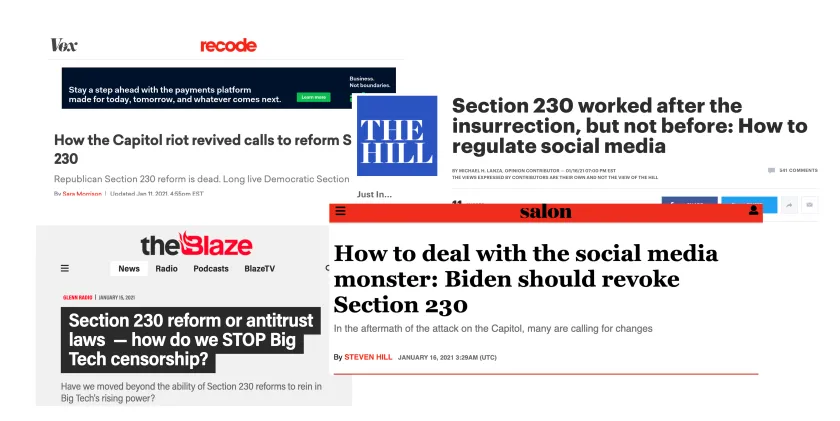 Vox
recode
Stay a step ahead with the payments platform
made for today, tomorrow, and whatever comes next.
Learn more
Business.
Not boundaries.
How the Capitol riot revived calls to reform S
230
Republican Section 230 reform is dead. Long live Democratic Section
By Sara Morrison | Updated Jan 11, 2021, 4:55pm EST
THE
HILL
Section 230 worked after the
insurrection, but not before: How to
regulate social media
BY MICHAEL H. LANZA, OPINION CONTRIBUTOR — 01/16/21 07:00 PM EST
541 COMMENTS
THE VIEWS EXPRESSED BY CONTRIBUTORS ARE THEIR OWN AND NOT THE VIEW OF THE HILL
Just In...
theBlaze
News Radio Podcasts BlazeTV
GLENN RADIO | JANUARY 15, 2021
Section 230 reform or antitrust
laws — how do we STOP Big
Tech censorship?
Have we moved beyond the ability of Section 230 reforms to rein in
Big Tech's rising power?
salon
How to deal with the social media
monster: Biden should revoke
Section 230
In the aftermath of the attack on the Capitol, many are calling for changes
By STEVEN HILL JANUARY 16, 2021 3:29AM (UTC)